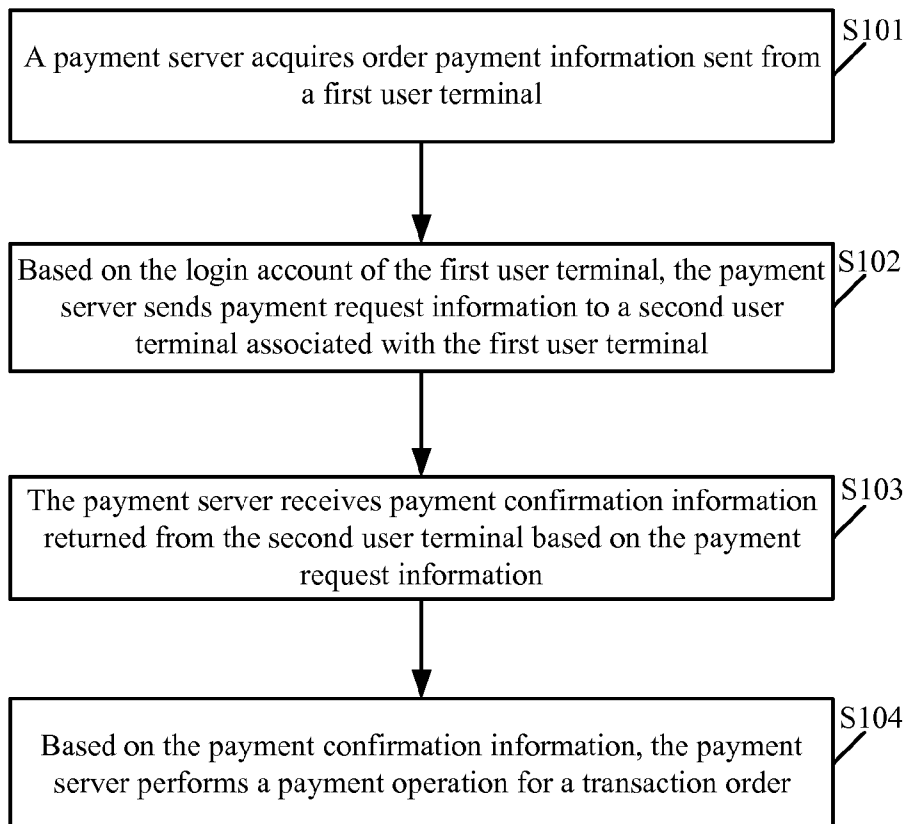 S101
A payment server acquires order payment information sent from
a first user terminal
S102
Based on the login account of the first user terminal, the payment
server sends payment request information to a second user
terminal associated with the first user terminal
S103
The payment server receives payment confirmation information
returned from the second user terminal based on the payment
request information
S104
Based on the payment confirmation information, the payment
server performs a payment operation for a transaction order